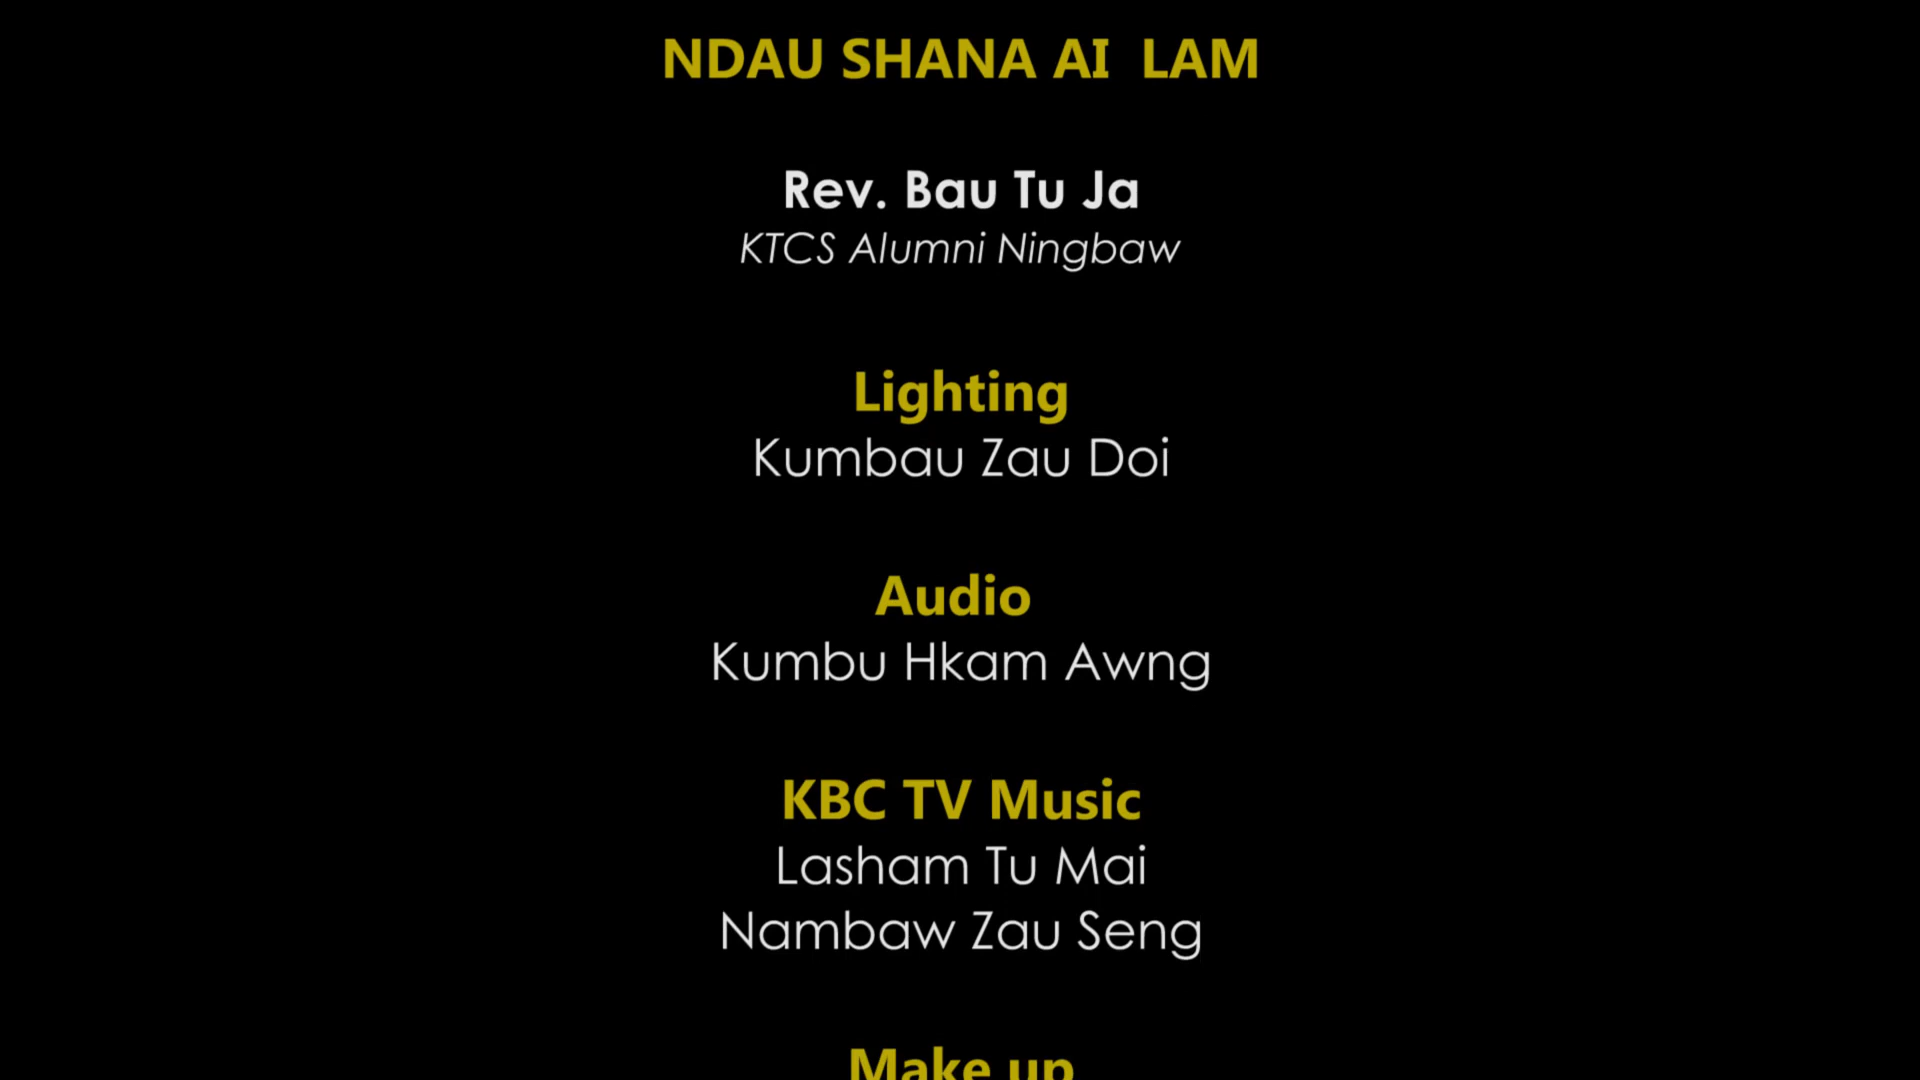 NDAU SHANA AI LAM
Rev. Bau Tu Ja
KTCS Alumni Ningbaw
Lighting
Kumbau Zau Doi
Audio
Kumbu Hkam Awng
KBC TV Music
Lasham Tu Mai
Nambaw Zau Seng
Make up